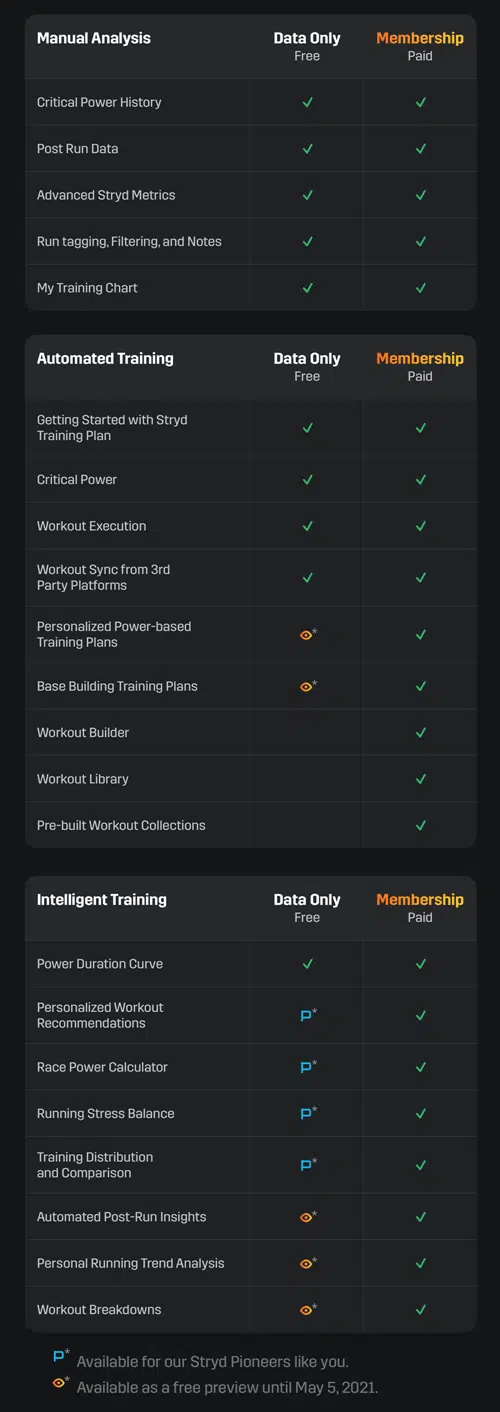 Manual Analysis Data Only Membership
Free Paid
Critical Power History ✓ ✓
Post Run Data ✓ ✓
Advanced Stryd Metrics ✓ ✓
Run tagging, Filtering, and Notes ✓ ✓
My Training Chart ✓ ✓
Automated Training Data Only Membership
Free Paid
Getting Started with Stryd
Training Plan ✓ ✓
Critical Power ✓ ✓
Workout Execution ✓ ✓
Workout Sync from 3rd
Party Platforms ✓ ✓
Personalized Power-based
Training Plans * ✓
Base Building Training Plans * ✓
Workout Builder ✓
Workout Library ✓
Pre-built Workout Collections ✓
Intelligent Training Data Only Membership
Free Paid
Power Duration Curve ✓ ✓
Personalized Workout
Recommendations P* ✓
Race Power Calculator P* ✓
Running Stress Balance P* ✓
Training Distribution
and Comparison P* ✓
Automated Post-Run Insights * ✓
Personal Running Trend Analysis * ✓
Workout Breakdowns * ✓
P* Available for our Stryd Pioneers like you.
* Available as a free preview until May 5, 2021.